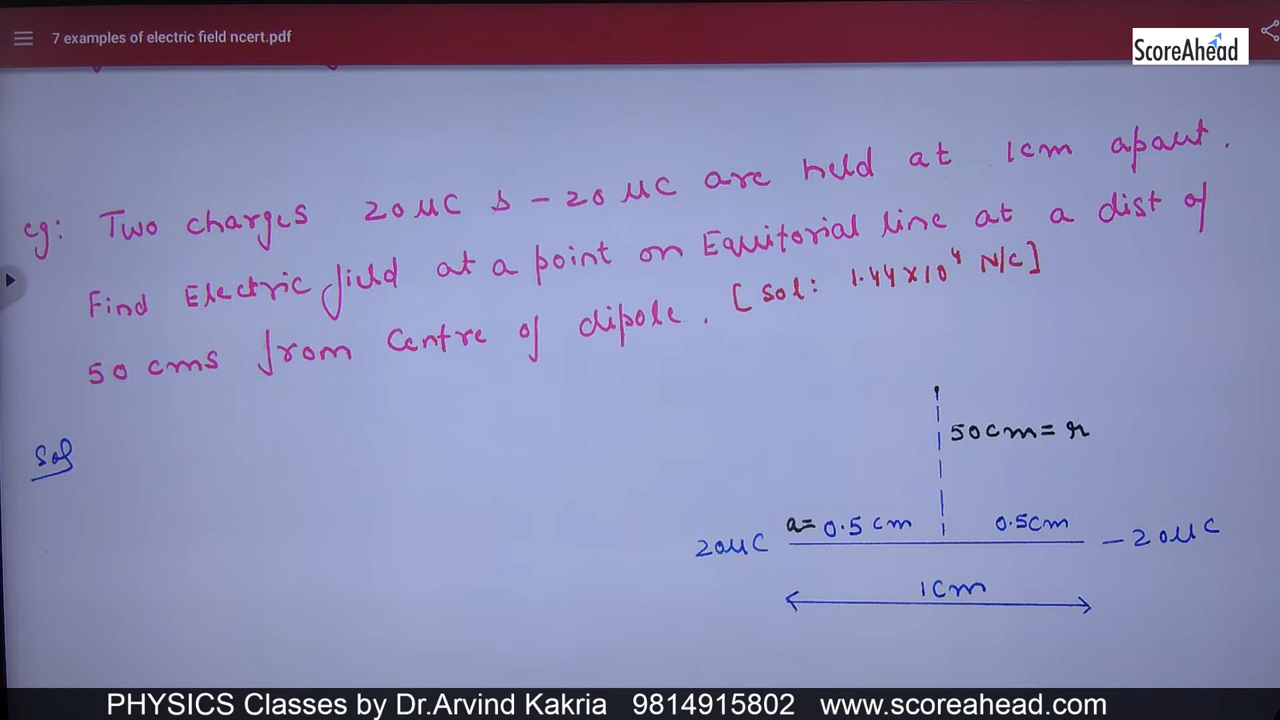 7 examples of electric field ncert.pdf
ScoreAhead
eg: Two charges 20 μC & -20 μC are held at 1cm apart.
Find Electric field at a point on Equitorial line at a dist of
50 cms from Centre of dipole. [Sol: 1.44×10⁴ N/C]
50cm = r
Sol
a= 0.5 cm 0.5cm
20μC -20μC
1cm
PHYSICS Classes by Dr.Arvind Kakria 9814915802 www.scoreahead.com